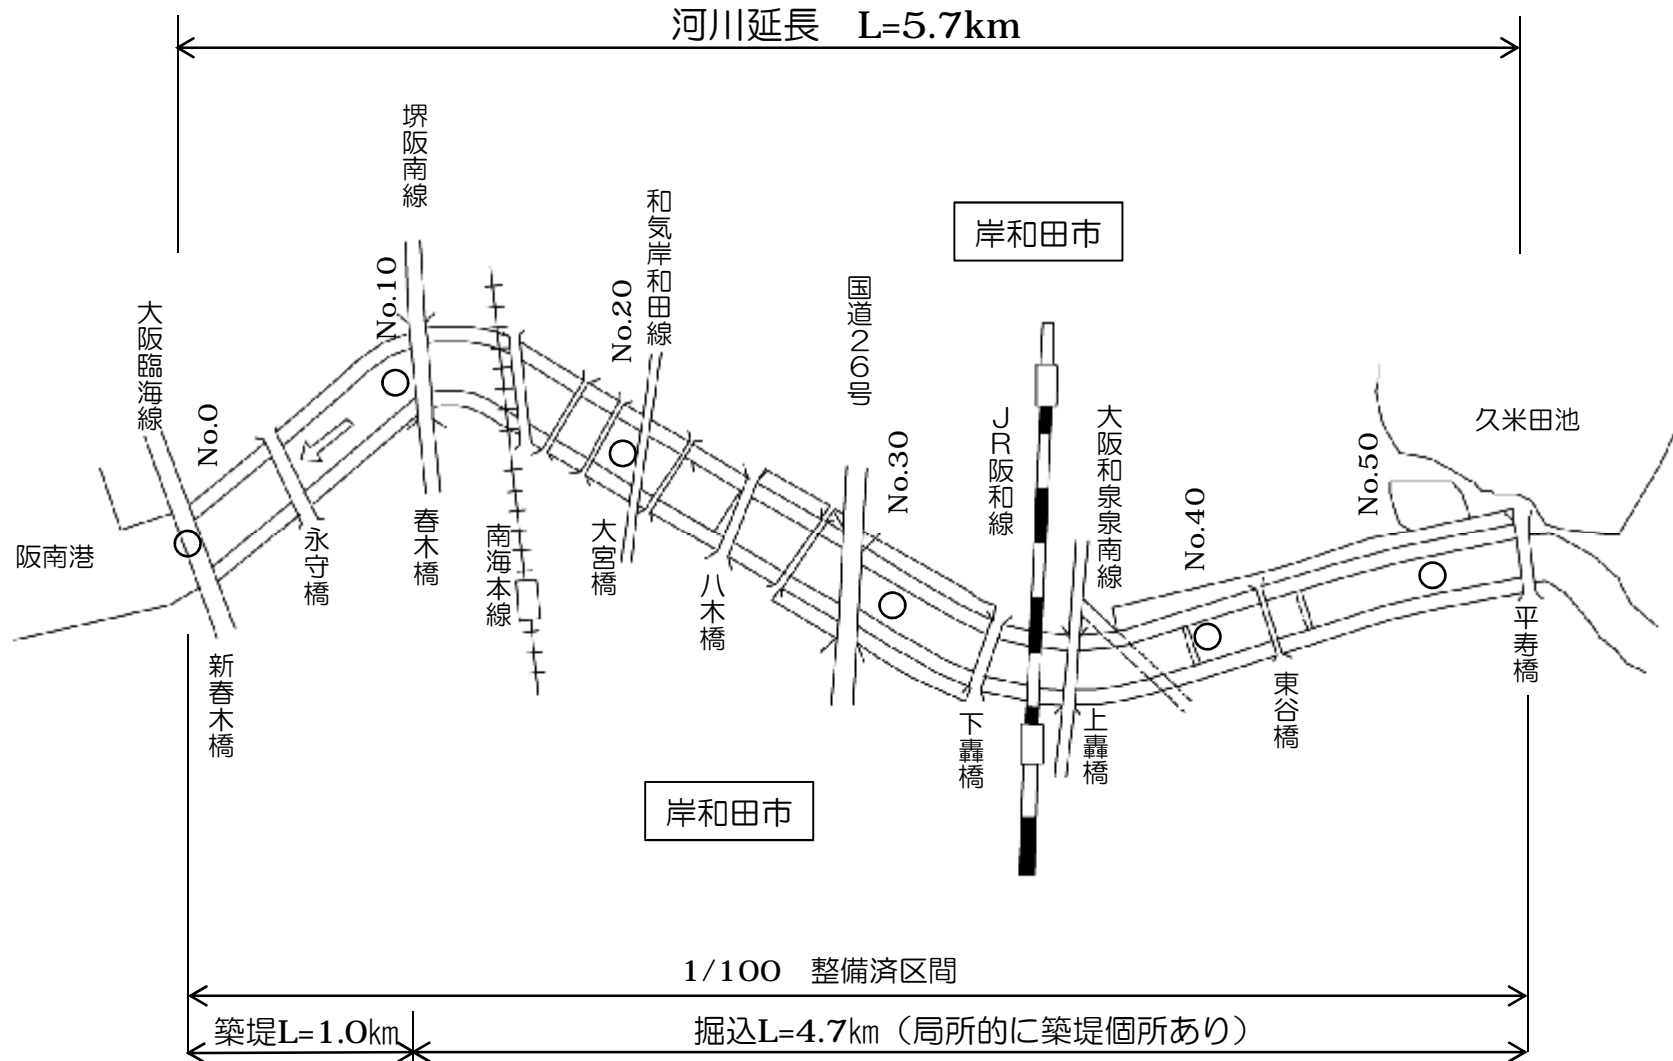 河川延長 L=5.7km
堺阪南線
和気岸和田線
岸和田市
国道26号
大阪臨海線
No.0
No.10
No.20
No.30
JR阪和線
大阪和泉泉南線
No.40
No.50
久米田池
阪南港
永守橋
春木橋
南海本線
大宮橋
八木橋
新春木橋
下轟橋
上轟橋
東谷橋
平寿橋
岸和田市
1/100 整備済区間
築堤L=1.0㎞
掘込L=4.7㎞(局所的に築堤個所あり)